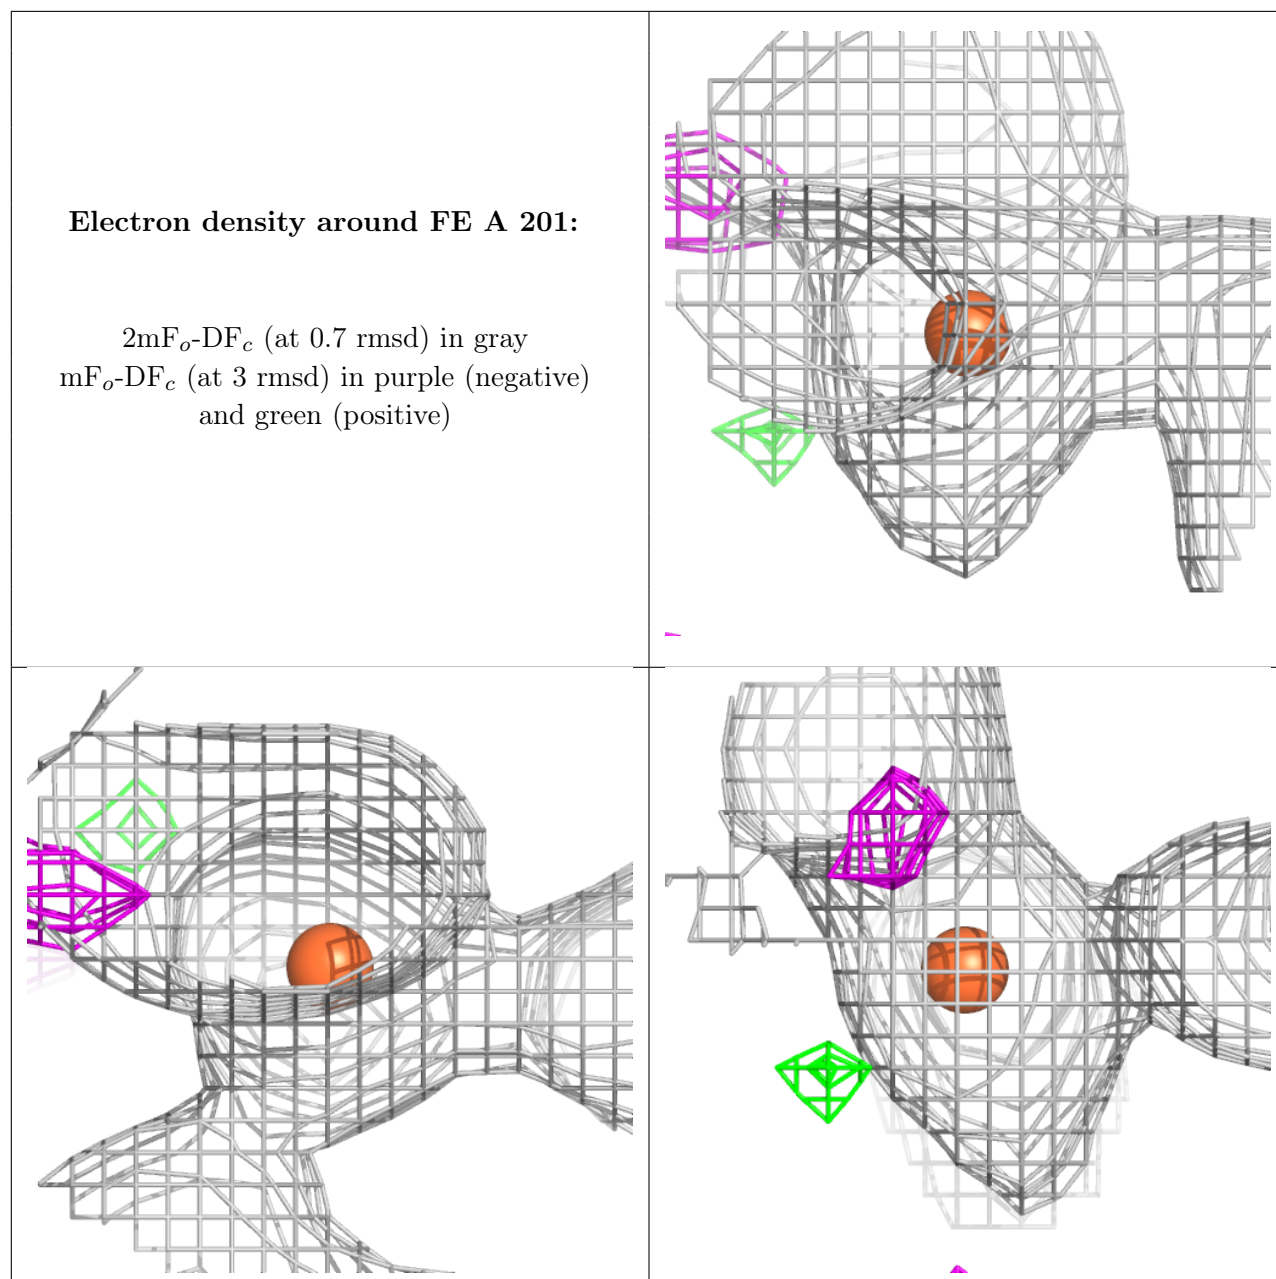 Electron density around FE A 201:
2mFo-DFc (at 0.7 rmsd) in gray
mFo-DFc (at 3 rmsd) in purple (negative)
and green (positive)